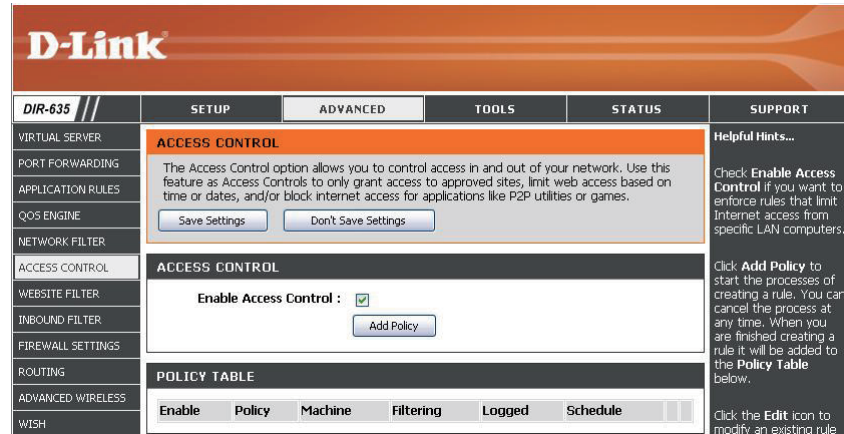 D-Link
DIR-635
SETUP
ADVANCED
TOOLS
STATUS
SUPPORT
VIRTUAL SERVER
PORT FORWARDING
APPLICATION RULES
QOS ENGINE
NETWORK FILTER
ACCESS CONTROL
WEBSITE FILTER
INBOUND FILTER
FIREWALL SETTINGS
ROUTING
ADVANCED WIRELESS
WISH
ACCESS CONTROL
The Access Control option allows you to control access in and out of your network. Use this
feature as Access Controls to only grant access to approved sites, limit web access based on
time or dates, and/or block internet access for applications like P2P utilities or games.
Save Settings
Don't Save Settings
ACCESS CONTROL
Enable Access Control :
Add Policy
POLICY TABLE
Enable Policy Machine Filtering Logged Schedule
Helpful Hints...
Check Enable Access
Control if you want to
enforce rules that limit
Internet access from
specific LAN computers.
Click Add Policy to
start the processes of
creating a rule. You can
cancel the process at
any time. When you
are finished creating a
rule it will be added to
the Policy Table
below.
Click the Edit icon to
modify an existing rule